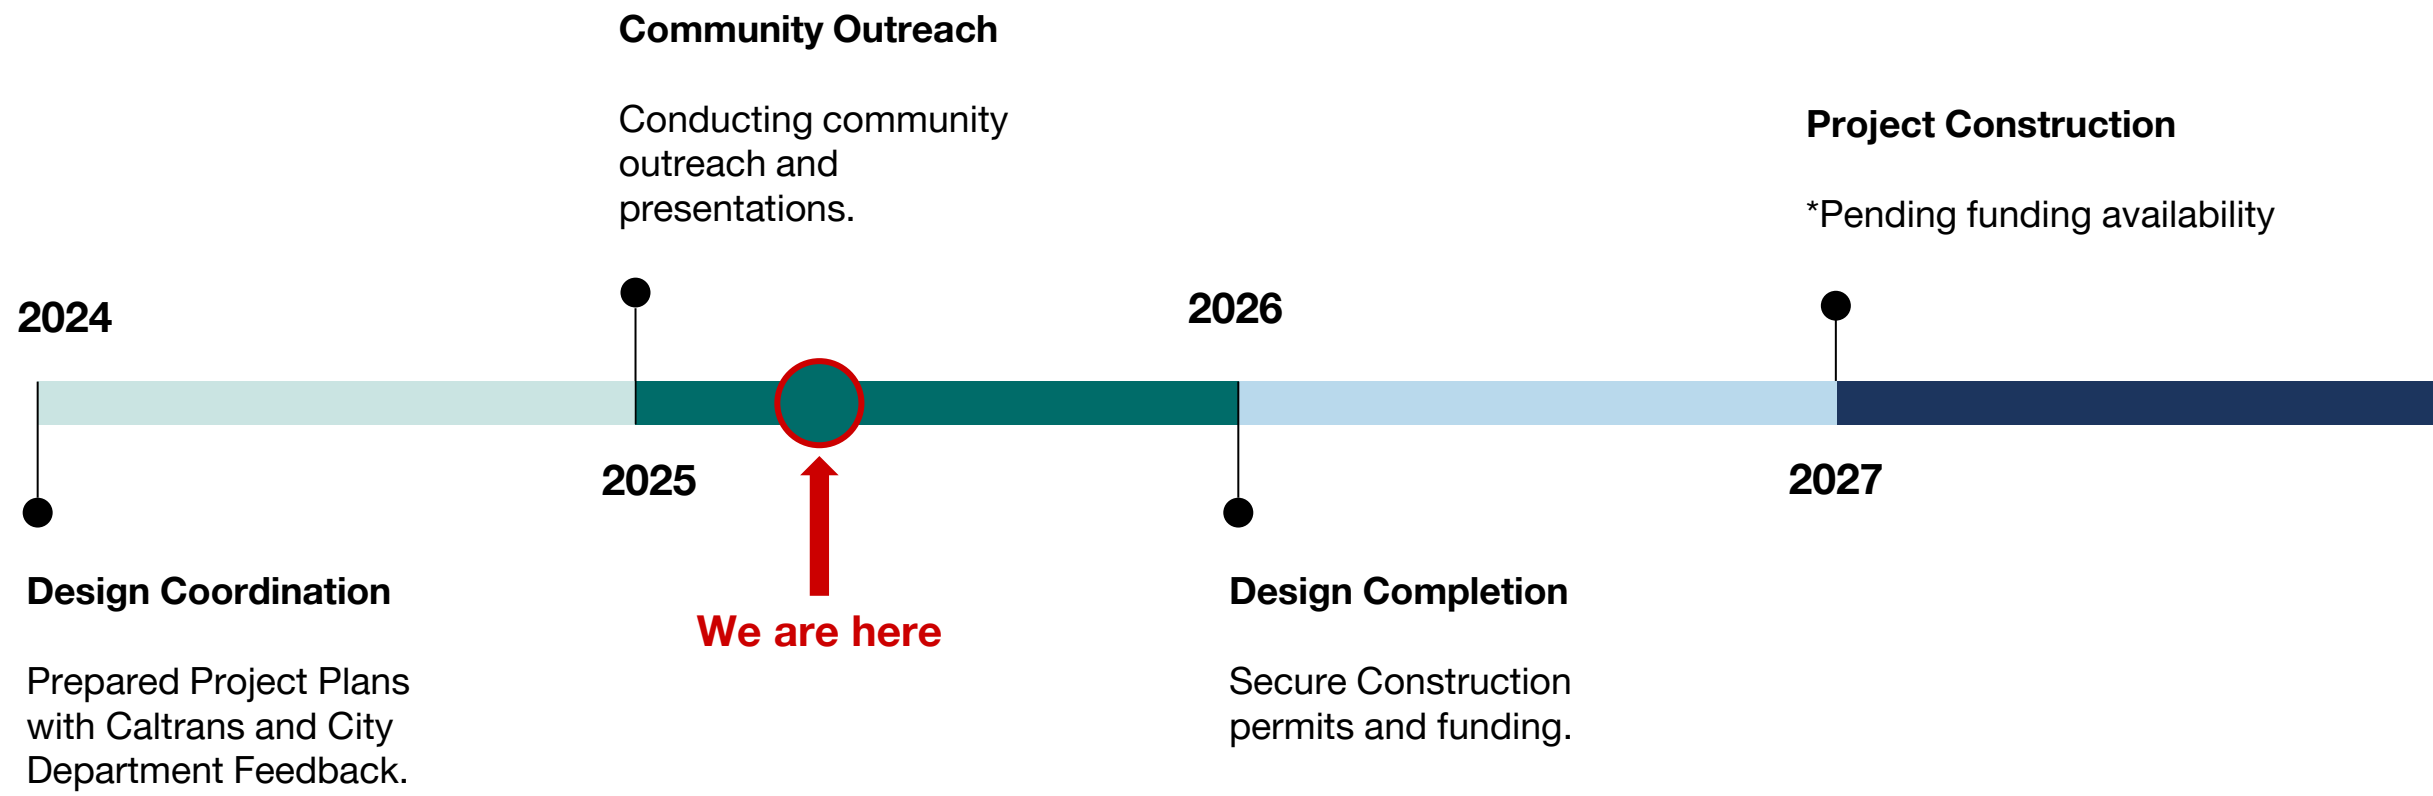 2024
Design Coordination
Prepared Project Plans
with Caltrans and City
Department Feedback.
Community Outreach
Conducting community
outreach and
presentations.
2025
We are here
2026
Design Completion
Secure Construction
permits and funding.
Project Construction
*Pending funding availability
2027